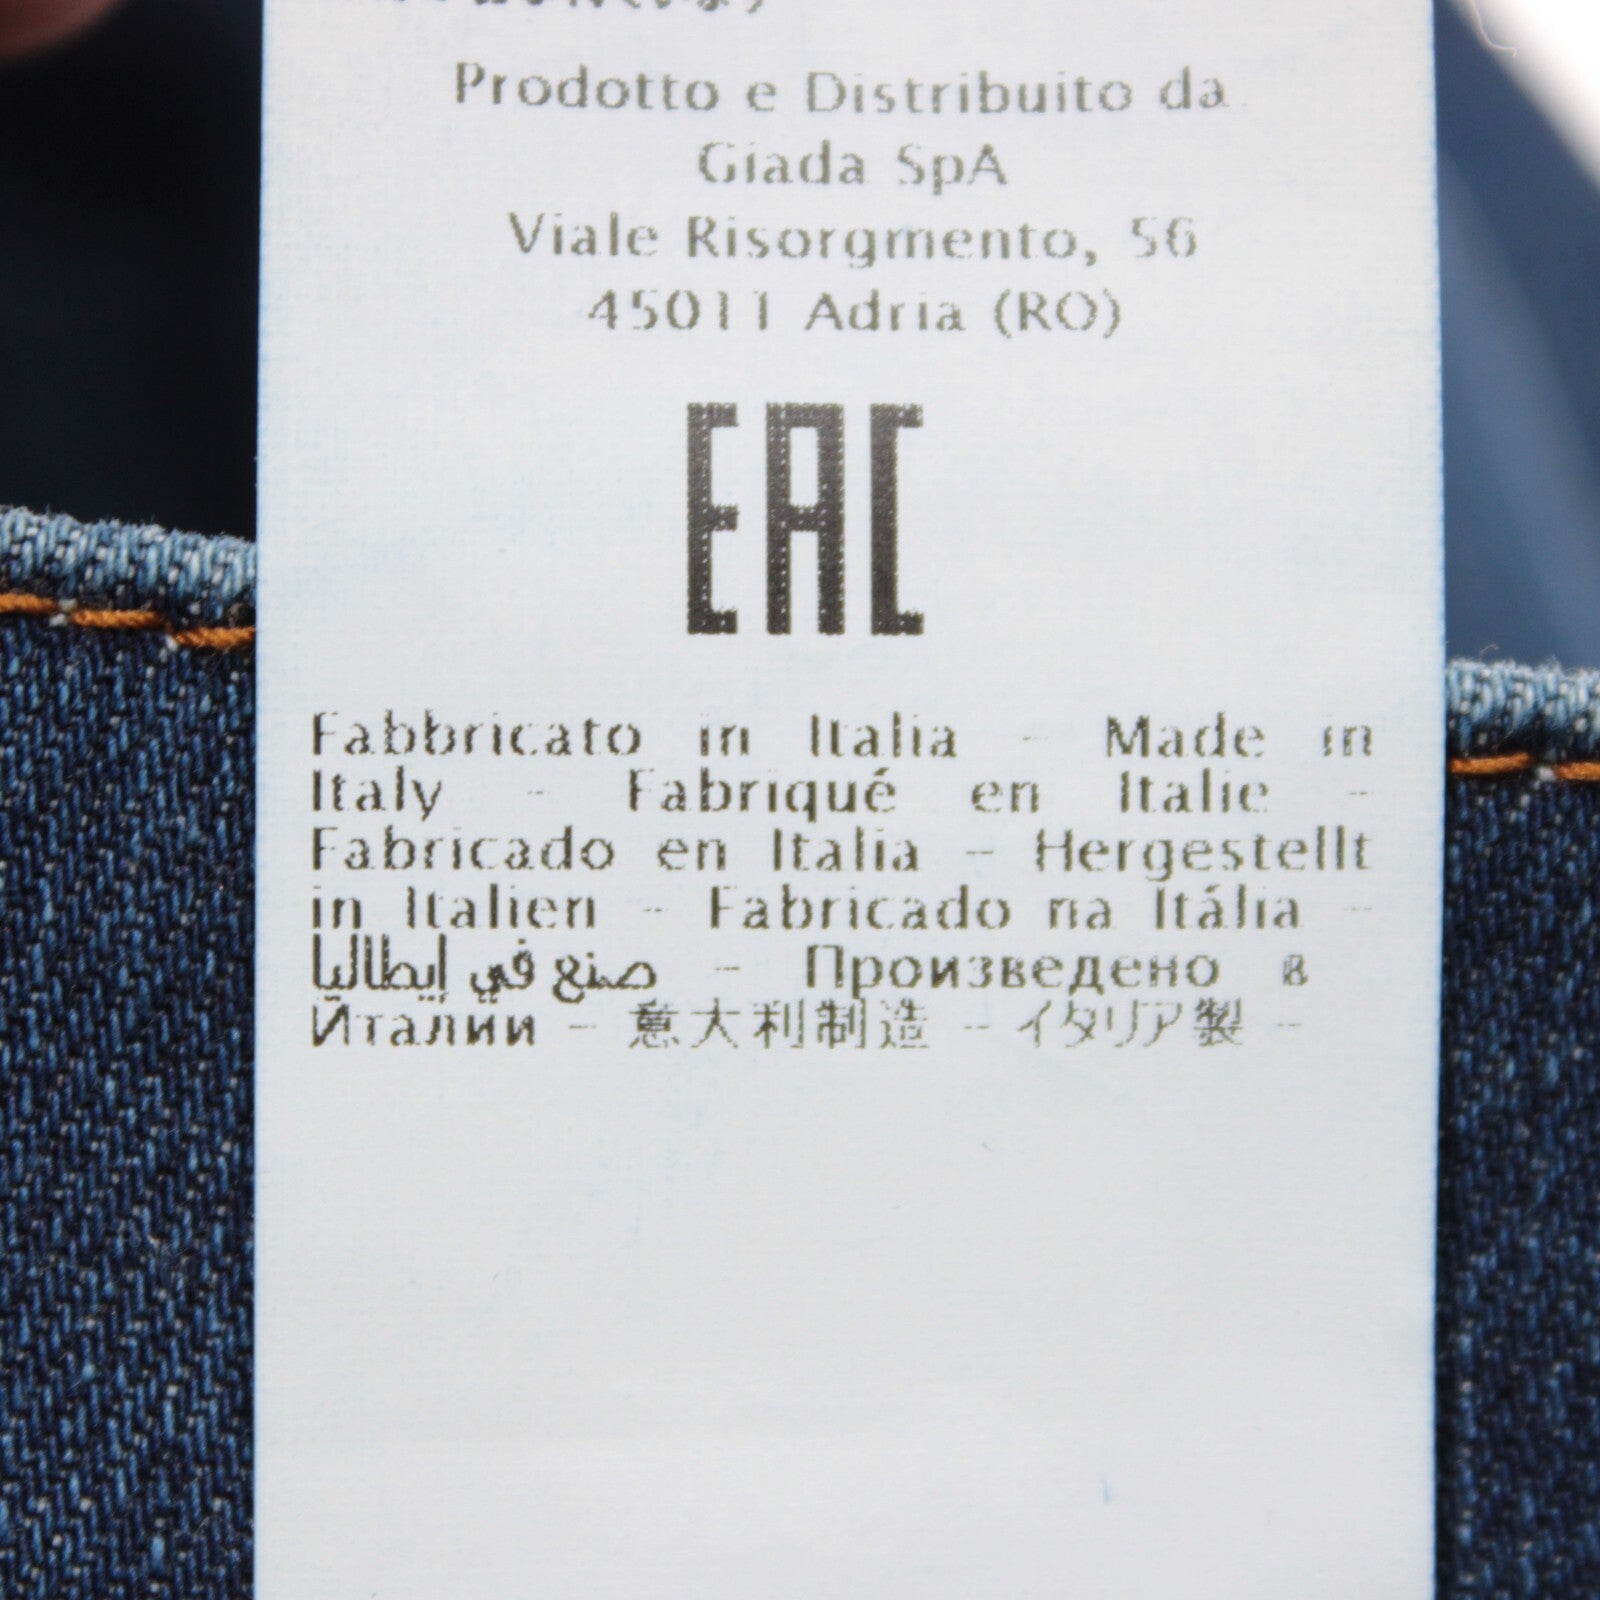 Prodotto e Distribuito da
Giada SpA
Viale Risorgmento, 56
45011 Adria (RO)
EAC
Fabbricato in Italia - Made in
Italy - Fabriqué en Italie -
Fabricado en Italia - Hergestellt
in Italien - Fabricado na Itália -
صنع في إيطاليا - Произведено в
Италии - 意大利制造 - イタリア製 -